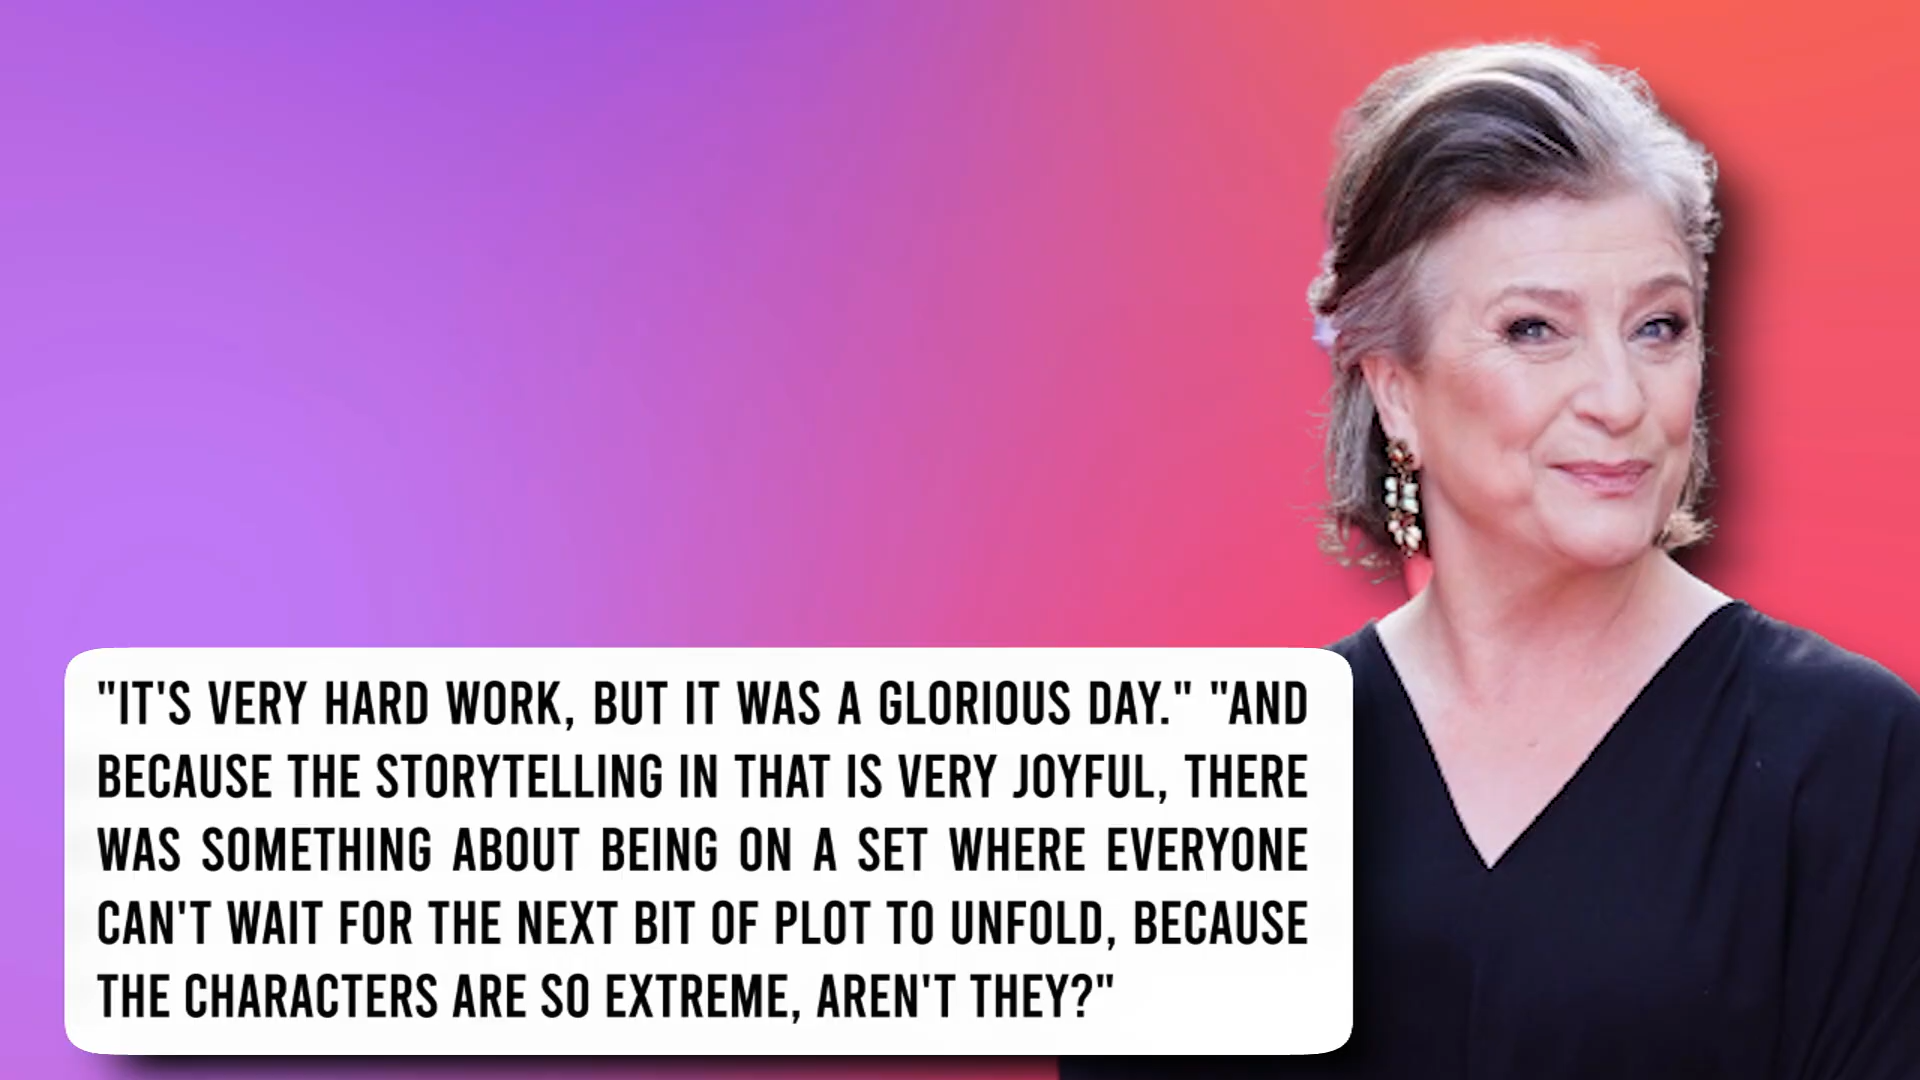 "IT'S VERY HARD WORK, BUT IT WAS A GLORIOUS DAY." "AND
BECAUSE THE STORYTELLING IN THAT IS VERY JOYFUL, THERE
WAS SOMETHING ABOUT BEING ON A SET WHERE EVERYONE
CAN'T WAIT FOR THE NEXT BIT OF PLOT TO UNFOLD, BECAUSE
THE CHARACTERS ARE SO EXTREME, AREN'T THEY?"